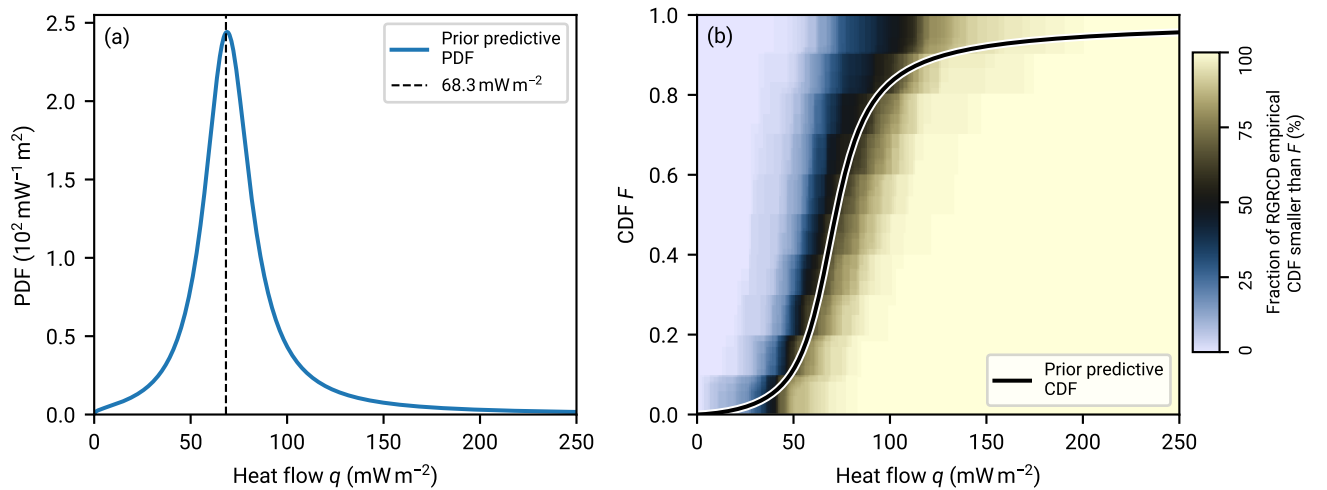 (a)
Prior predictive
PDF
68.3 mW m⁻²
2.5
2.0
1.5
1.0
0.5
0.0
PDF (10² mW⁻¹ m²)
0 50 100 150 200 250
Heat flow q (mW m⁻²)
(b)
1.0
0.8
0.6
0.4
0.2
0.0
CDF F
Prior predictive
CDF
0 50 100 150 200 250
Heat flow q (mW m⁻²)
100
75
50
25
0
Fraction of RGRCD empirical
CDF smaller than F (%)